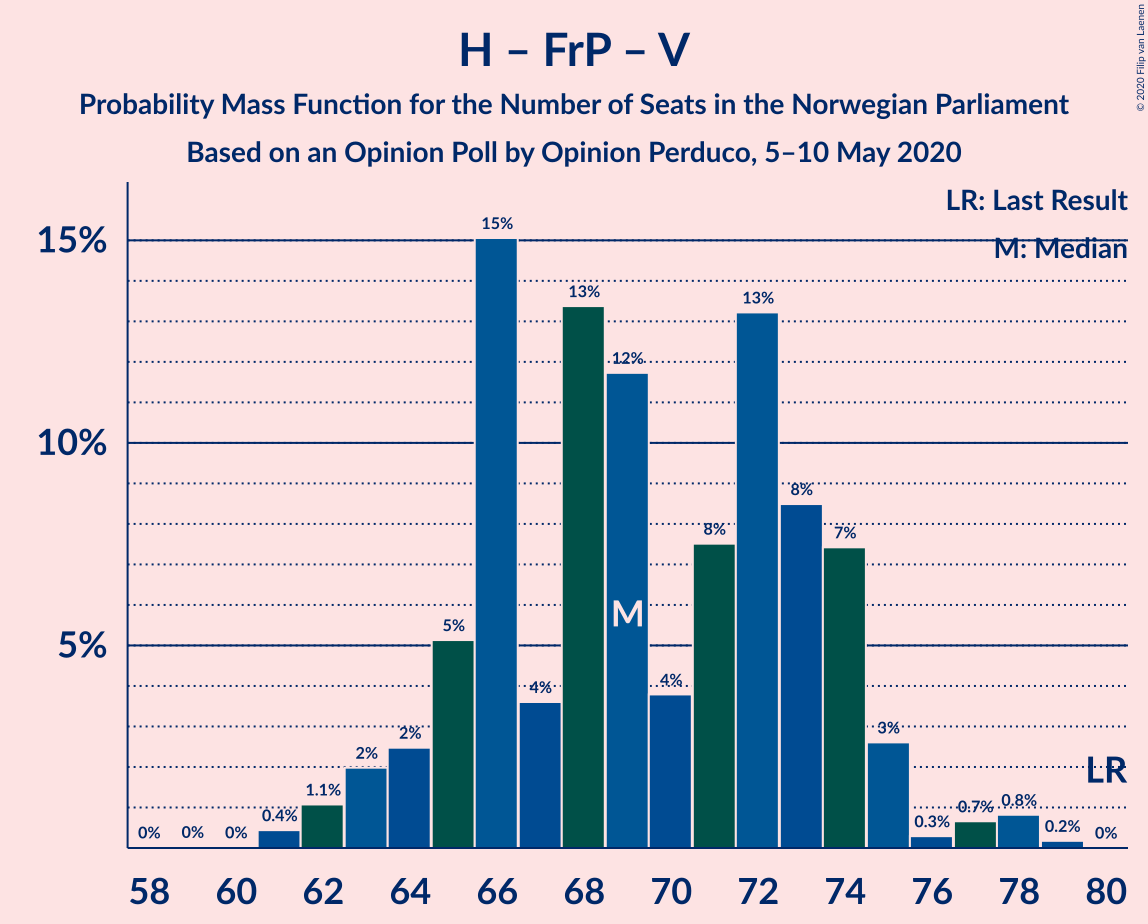 H – FrP – V
Probability Mass Function for the Number of Seats in the Norwegian Parliament
Based on an Opinion Poll by Opinion Perduco, 5–10 May 2020
© 2020 Filip van Laenen
LR: Last Result
M: Median
15%
10%
5%
0%
0%
0%
0.4%
1.1%
2%
2%
5%
15%
4%
13%
12%
4%
8%
13%
8%
7%
3%
0.3%
0.7%
0.8%
0.2%
0%
M
LR
58 60 62 64 66 68 70 72 74 76 78 80